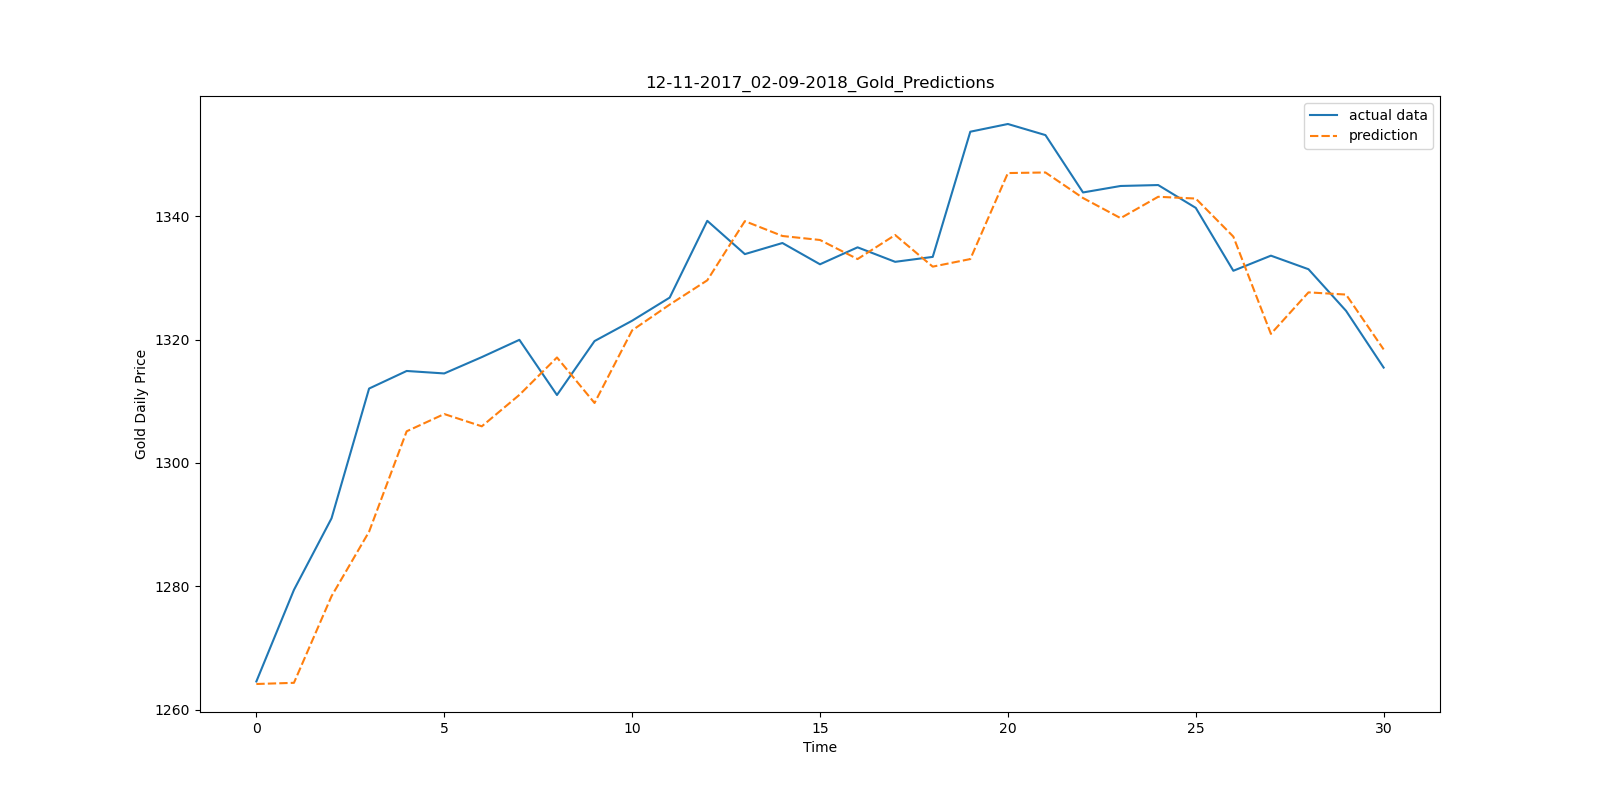 12-11-2017_02-09-2018_Gold_Predictions
actual data
prediction
Gold Daily Price
1340
1320
1300
1280
1260
0 5 10 15 20 25 30
Time